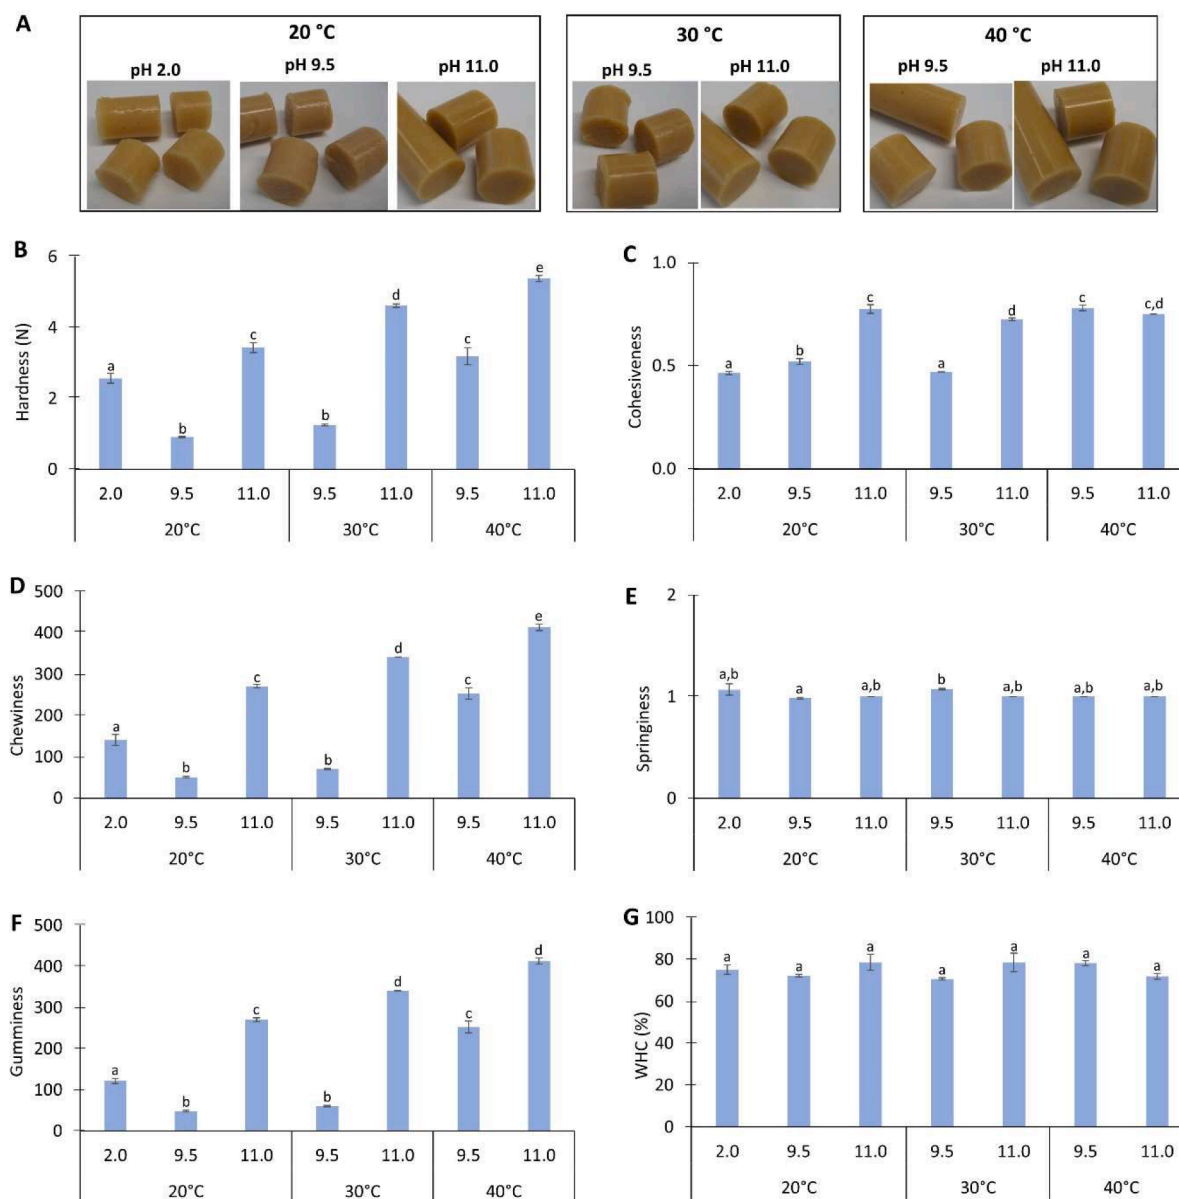 A
20 °C
30 °C
40 °C
pH 2.0
pH 9.5
pH 11.0
pH 9.5
pH 11.0
pH 9.5
pH 11.0
B
Hardness (N)
6
4
2
0
a
b
c
b
d
c
e
2.0 9.5 11.0 9.5 11.0 9.5 11.0
20°C 30°C 40°C
C
Cohesiveness
1.0
0.5
0.0
a
b
c
a
d
c
c,d
2.0 9.5 11.0 9.5 11.0 9.5 11.0
20°C 30°C 40°C
D
Chewiness
500
400
300
200
100
0
a
b
c
b
d
c
e
2.0 9.5 11.0 9.5 11.0 9.5 11.0
20°C 30°C 40°C
E
Springiness
2
1
0
a,b
a
a,b
b
a,b
a,b
a,b
2.0 9.5 11.0 9.5 11.0 9.5 11.0
20°C 30°C 40°C
F
Gumminess
500
400
300
200
100
0
a
b
c
b
d
c
d
2.0 9.5 11.0 9.5 11.0 9.5 11.0
20°C 30°C 40°C
G
WHC (%)
100
80
60
40
20
0
a
a
a
a
a
a
a
2.0 9.5 11.0 9.5 11.0 9.5 11.0
20°C 30°C 40°C